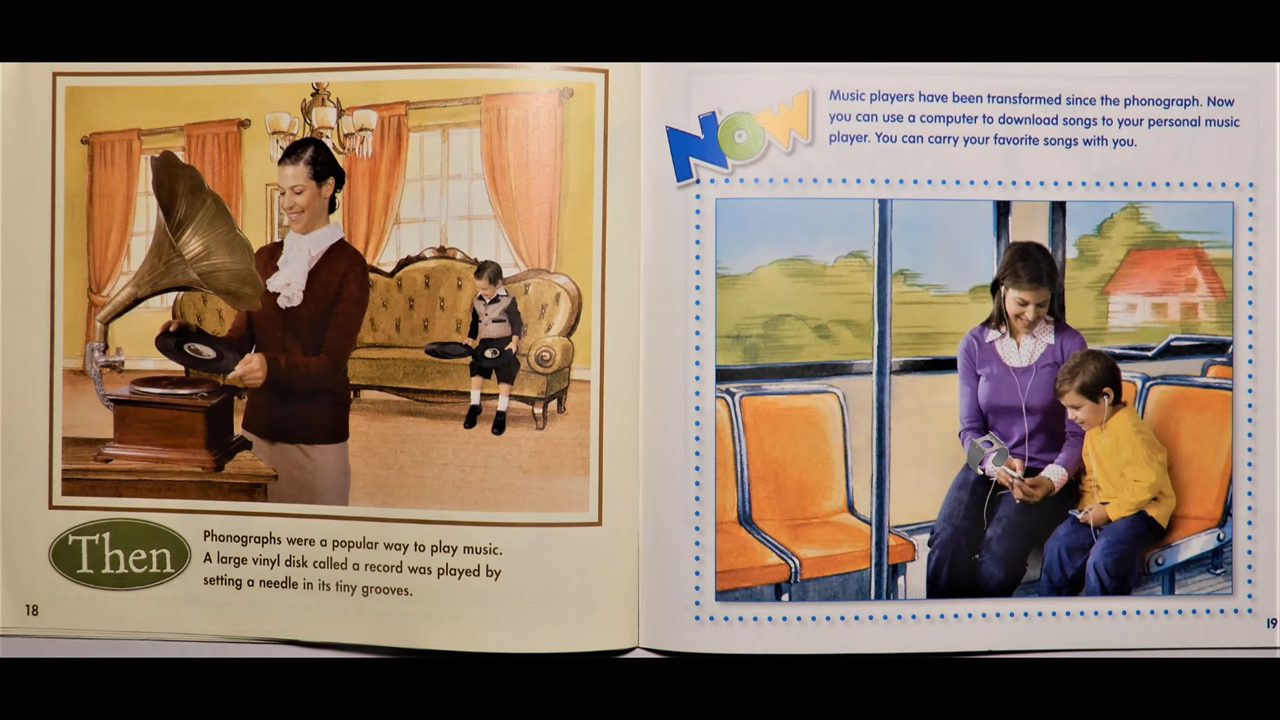 Then
Phonographs were a popular way to play music.
A large vinyl disk called a record was played by
setting a needle in its tiny grooves.
18
NOW
Music players have been transformed since the phonograph. Now
you can use a computer to download songs to your personal music
player. You can carry your favorite songs with you.
19